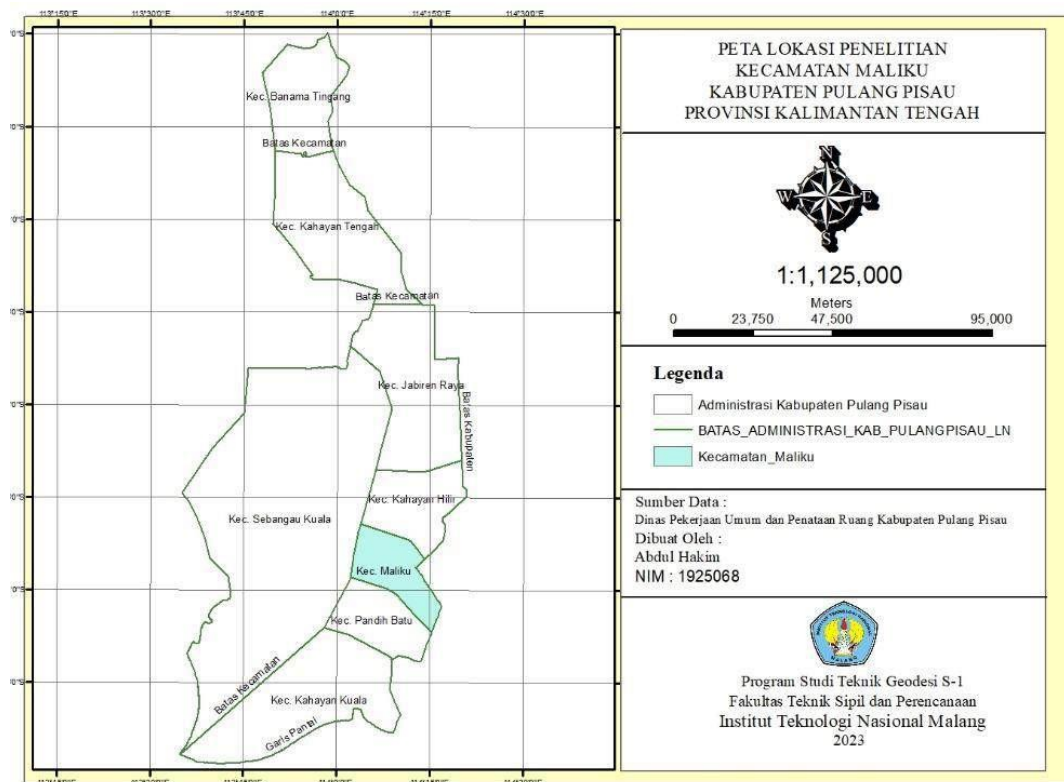 113°15'0"E 113°30'0"E 113°45'0"E 114°0'0"E 114°15'0"E 114°30'0"E
Kec. Banama Tingang
Batas Kecamatan
Kec. Kahayan Tengah
Batas Kecamatan
Kec. Jabiren Raya
Batas Kabupaten
Kec. Kahayan Hilir
Kec. Sebangau Kuala
Kec. Maliku
Kec. Pandih Batu
Batas Kecamatan
Kec. Kahayan Kuala
Garis Pantai
PETA LOKASI PENELITIAN
KECAMATAN MALIKU
KABUPATEN PULANG PISAU
PROVINSI KALIMANTAN TENGAH
N
W E
S
1:1,125,000
Meters
0 23,750 47,500 95,000
Legenda
Administrasi Kabupaten Pulang Pisau
BATAS_ADMINISTRASI_KAB_PULANGPISAU_LN
Kecamatan_Maliku
Sumber Data :
Dinas Pekerjaan Umum dan Penataan Ruang Kabupaten Pulang Pisau
Dibuat Oleh :
Abdul Hakim
NIM : 1925068
INSTITUT TEKNOLOGI NASIONAL
MALANG
Program Studi Teknik Geodesi S-1
Fakultas Teknik Sipil dan Perencanaan
Institut Teknologi Nasional Malang
2023